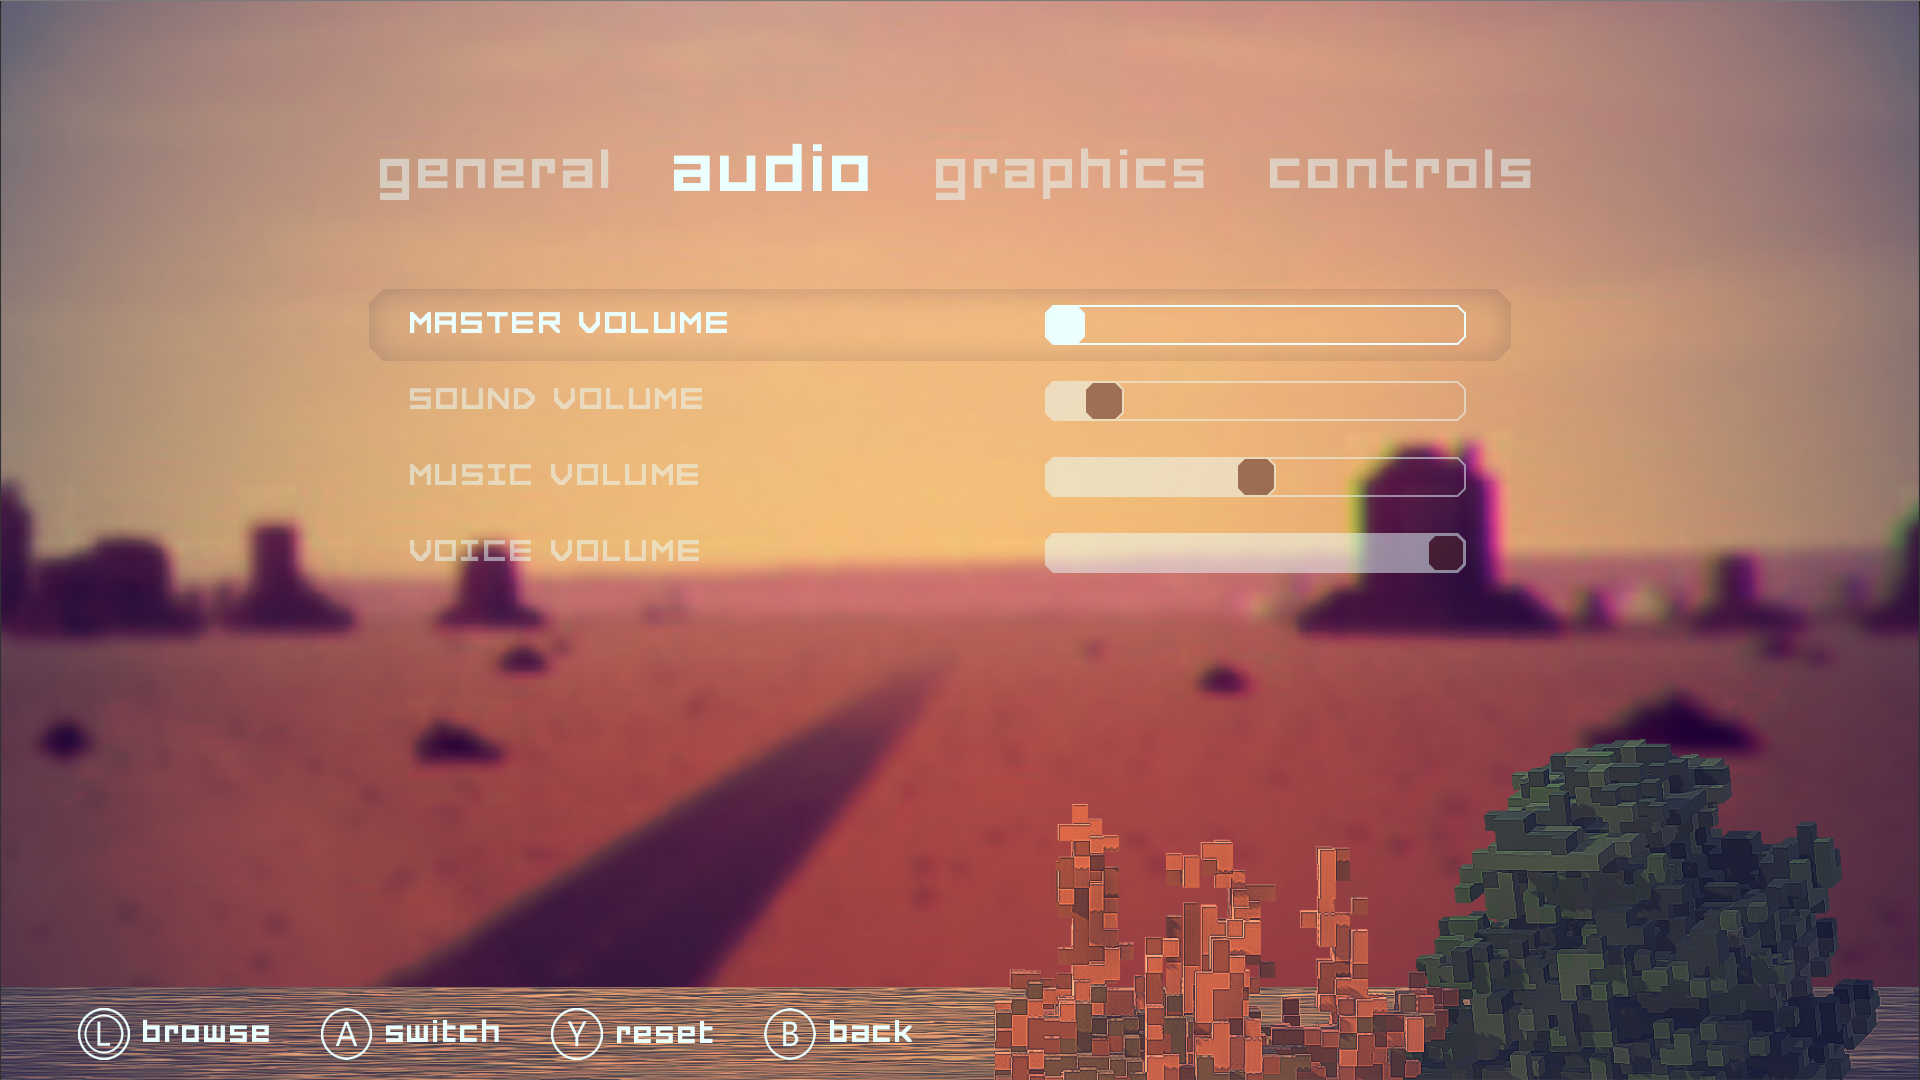 general audio graphics controls
MASTER VOLUME
SOUND VOLUME
MUSIC VOLUME
VOICE VOLUME
L browse A switch Y reset B back